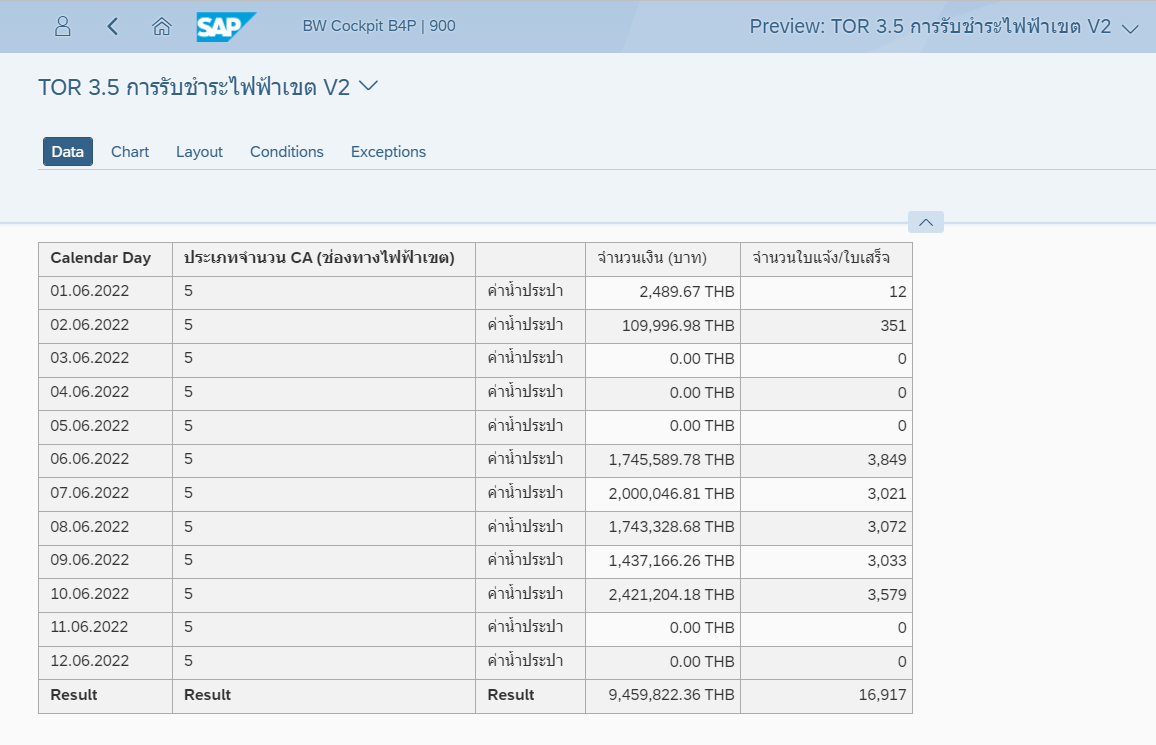 SAP BW Cockpit B4P | 900 Preview: TOR 3.5 การรับชำระไฟฟ้าเขต V2
TOR 3.5 การรับชำระไฟฟ้าเขต V2
Data Chart Layout Conditions Exceptions
Calendar Day ประเภทจำนวน CA (ช่องทางไฟฟ้าเขต) จำนวนเงิน (บาท) จำนวนใบแจ้ง/ใบเสร็จ
01.06.2022 5 ค่าน้ำประปา 2,489.67 THB 12
02.06.2022 5 ค่าน้ำประปา 109,996.98 THB 351
03.06.2022 5 ค่าน้ำประปา 0.00 THB 0
04.06.2022 5 ค่าน้ำประปา 0.00 THB 0
05.06.2022 5 ค่าน้ำประปา 0.00 THB 0
06.06.2022 5 ค่าน้ำประปา 1,745,589.78 THB 3,849
07.06.2022 5 ค่าน้ำประปา 2,000,046.81 THB 3,021
08.06.2022 5 ค่าน้ำประปา 1,743,328.68 THB 3,072
09.06.2022 5 ค่าน้ำประปา 1,437,166.26 THB 3,033
10.06.2022 5 ค่าน้ำประปา 2,421,204.18 THB 3,579
11.06.2022 5 ค่าน้ำประปา 0.00 THB 0
12.06.2022 5 ค่าน้ำประปา 0.00 THB 0
Result Result Result 9,459,822.36 THB 16,917